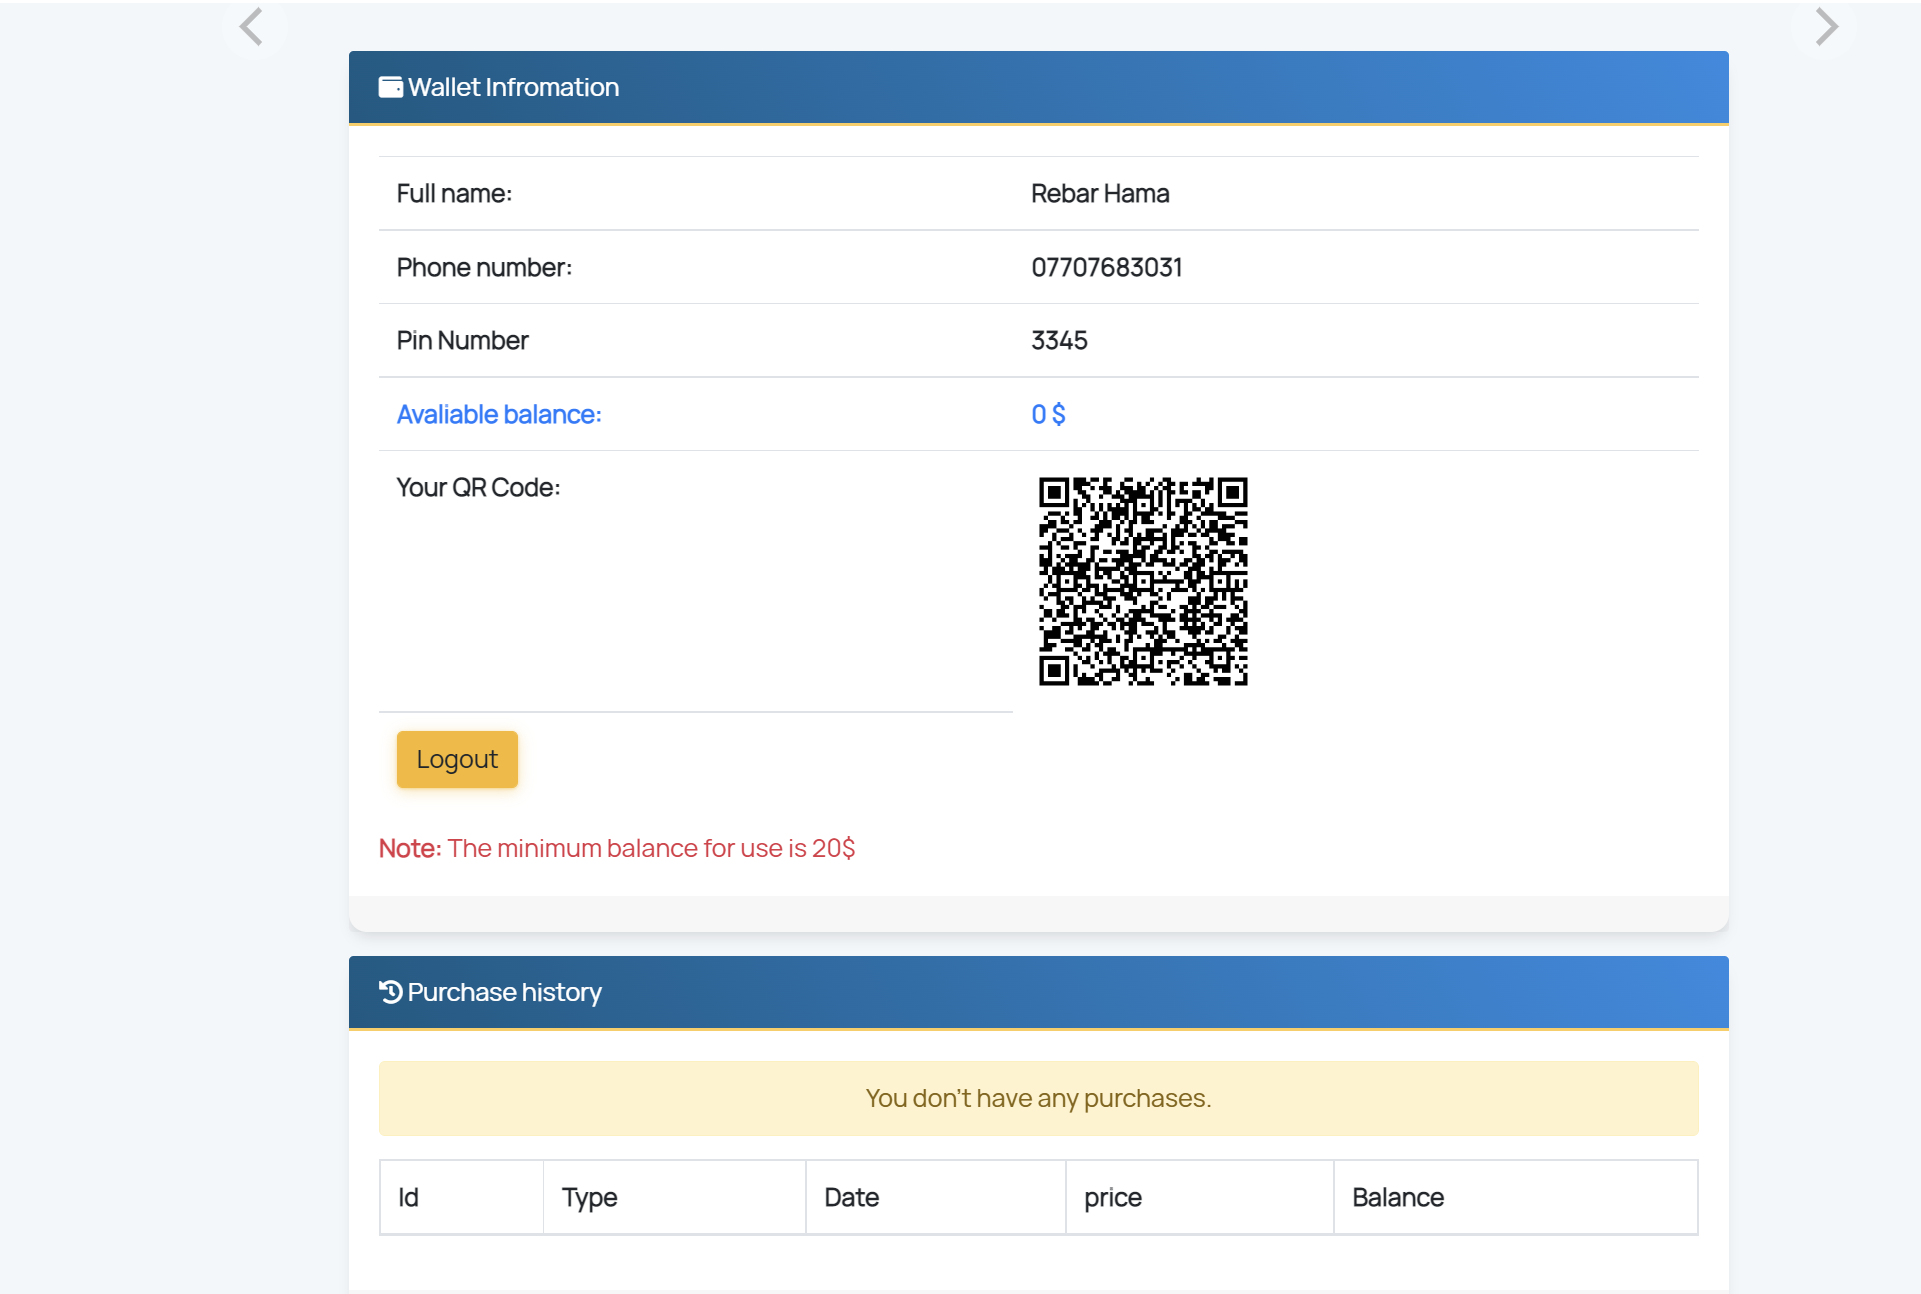 Wallet Infromation
Full name: Rebar Hama
Phone number: 07707683031
Pin Number 3345
Avaliable balance: 0 $
Your QR Code:
Logout
Note: The minimum balance for use is 20$
Purchase history
You don't have any purchases.
Id Type Date price Balance